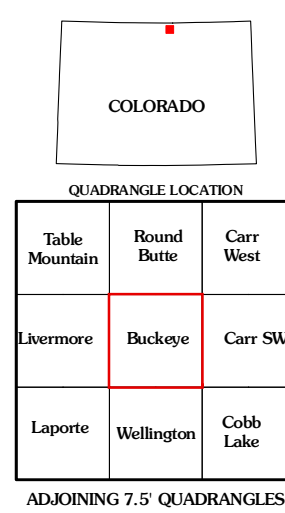 COLORADO
QUADRANGLE LOCATION
Table Mountain
Round Butte
Carr West
Livermore
Buckeye
Carr SW
Laporte
Wellington
Cobb Lake
ADJOINING 7.5' QUADRANGLES